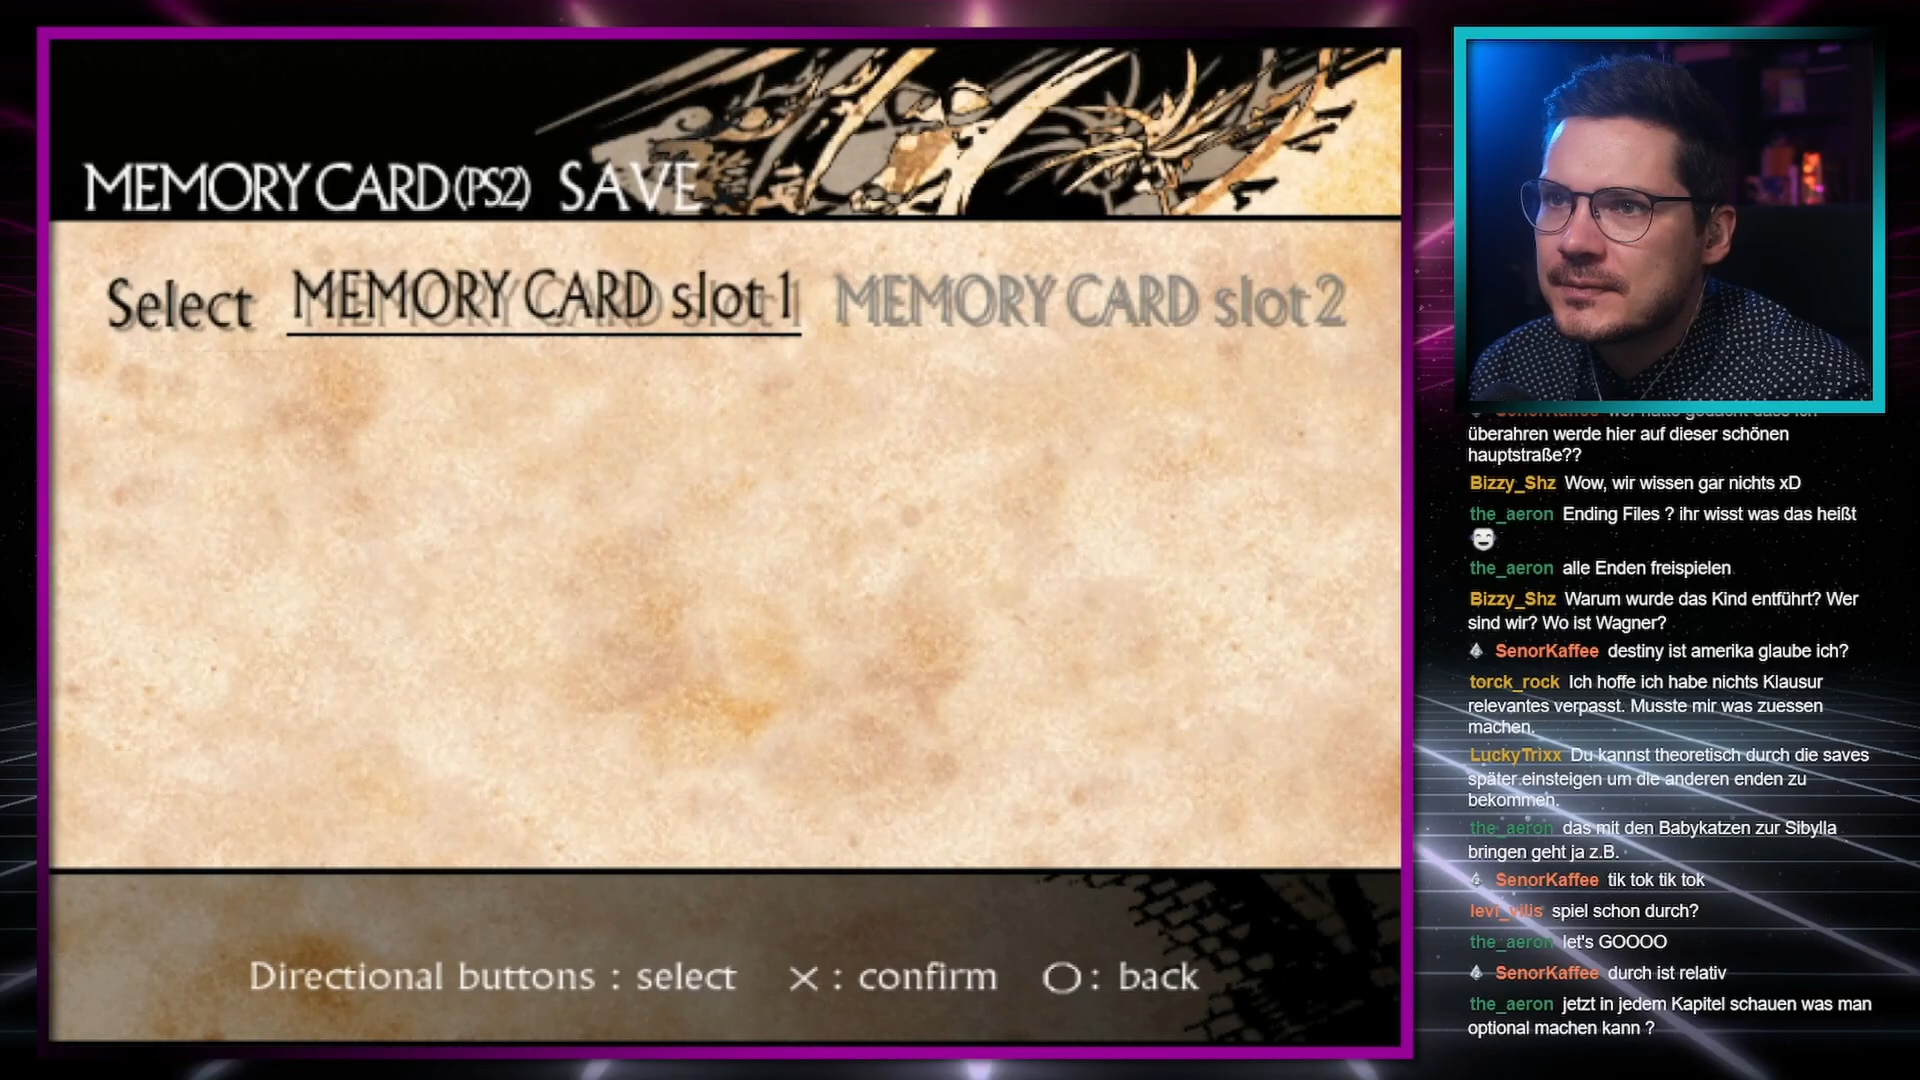 MEMORY CARD (PS2) SAVE
Select MEMORY CARD slot 1 MEMORY CARD slot 2
Directional buttons : select × : confirm ○ : back
überahren werde hier auf dieser schönen
hauptstraße??
Bizzy_Shz Wow, wir wissen gar nichts xD
the_aeron Ending Files ? ihr wisst was das heißt
the_aeron alle Enden freispielen
Bizzy_Shz Warum wurde das Kind entführt? Wer
sind wir? Wo ist Wagner?
SenorKaffee destiny ist amerika glaube ich?
torck_rock Ich hoffe ich habe nichts Klausur
relevantes verpasst. Musste mir was zuessen
machen.
LuckyTrixx Du kannst theoretisch durch die saves
später einsteigen um die anderen enden zu
bekommen.
the_aeron das mit den Babykatzen zur Sibylla
bringen geht ja z.B.
SenorKaffee tik tok tik tok
levi_vilis spiel schon durch?
the_aeron let's GOOOO
SenorKaffee durch ist relativ
the_aeron jetzt in jedem Kapitel schauen was man
optional machen kann ?